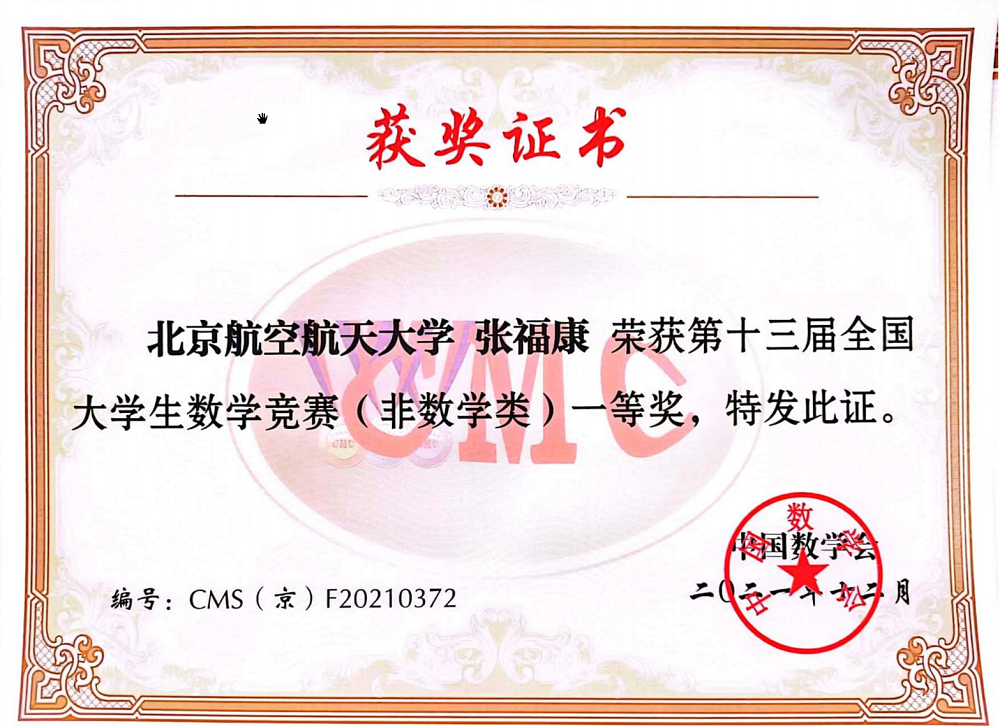 获奖证书
北京航空航天大学 张福康 荣获第十三届全国
大学生数学竞赛（非数学类）一等奖，特发此证。
CMC
中国数学会
二〇二一年十二月
中国数学会
编号：CMS（京）F20210372